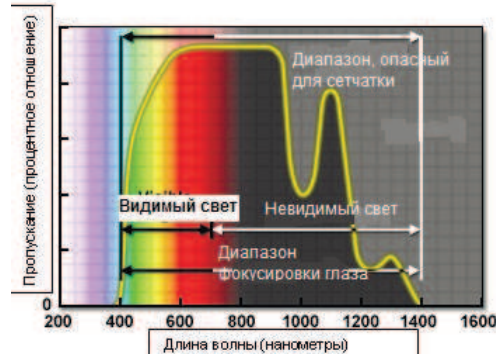 Пропускание (процентное отношение)
Диапазон, опасный
для сетчатки
Видимый свет
Невидимый свет
Диапазон
фокусировки глаза
0
200 400 600 800 1000 1200 1400 1600
Длина волны (нанометры)